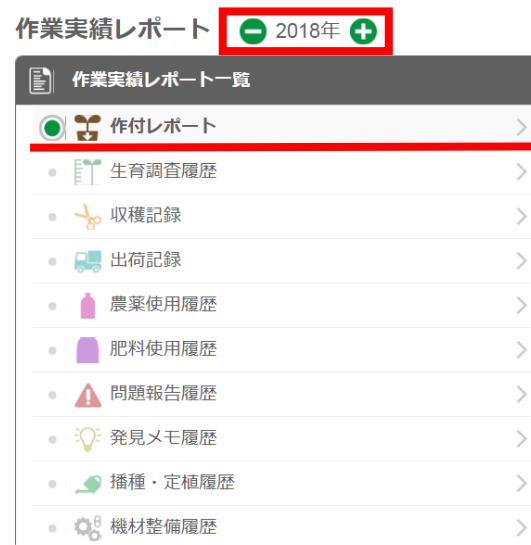 作業実績レポート 2018年
作業実績レポート一覧
作付レポート
生育調査履歴
収穫記録
出荷記録
農薬使用履歴
肥料使用履歴
問題報告履歴
発見メモ履歴
播種・定植履歴
機材整備履歴